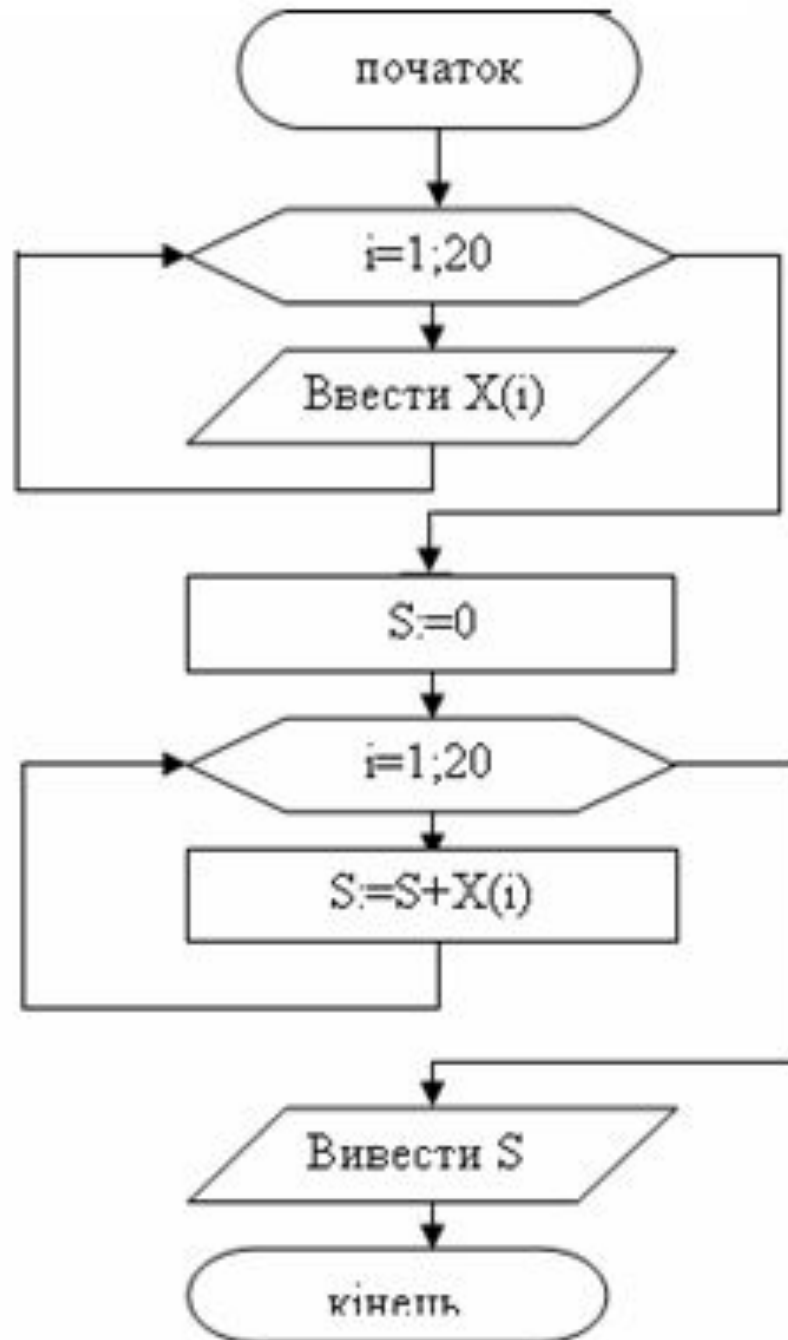 початок
i=1;20
Ввести X(i)
S:=0
i=1;20
S:=S+X(i)
Вивести S
кінець